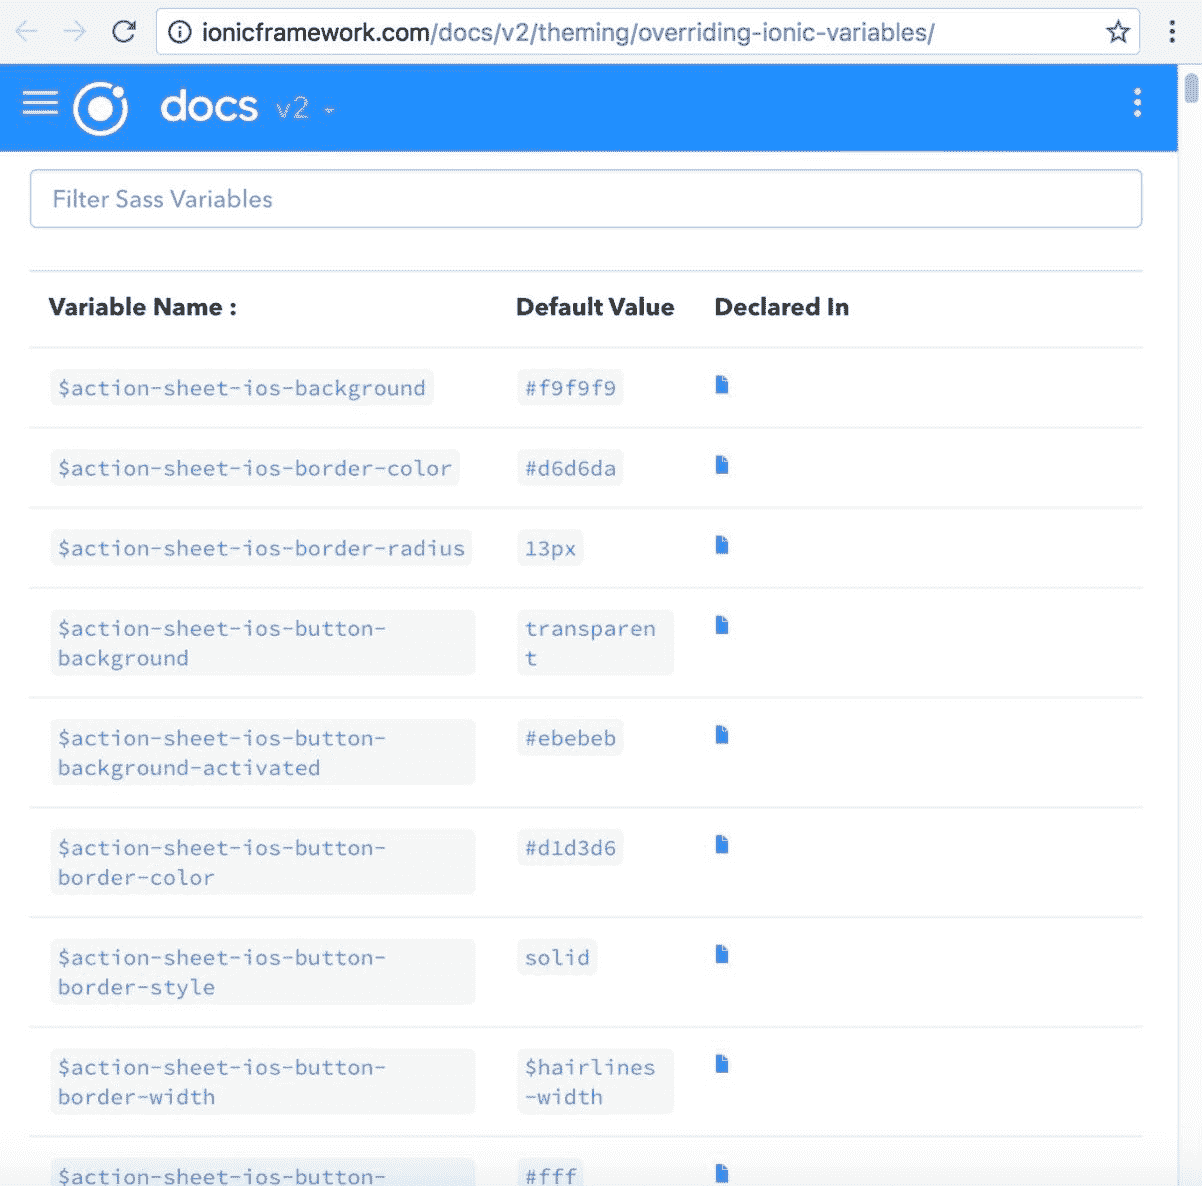 ionicframework.com/docs/v2/theming/overriding-ionic-variables/
docs v2
Filter Sass Variables
Variable Name : Default Value Declared In
$action-sheet-ios-background #f9f9f9
$action-sheet-ios-border-color #d6d6da
$action-sheet-ios-border-radius 13px
$action-sheet-ios-button- transparen
background t
$action-sheet-ios-button- #ebebeb
background-activated
$action-sheet-ios-button- #d1d3d6
border-color
$action-sheet-ios-button- solid
border-style
$action-sheet-ios-button- $hairlines
border-width -width
$action-sheet-ios-button- #fff